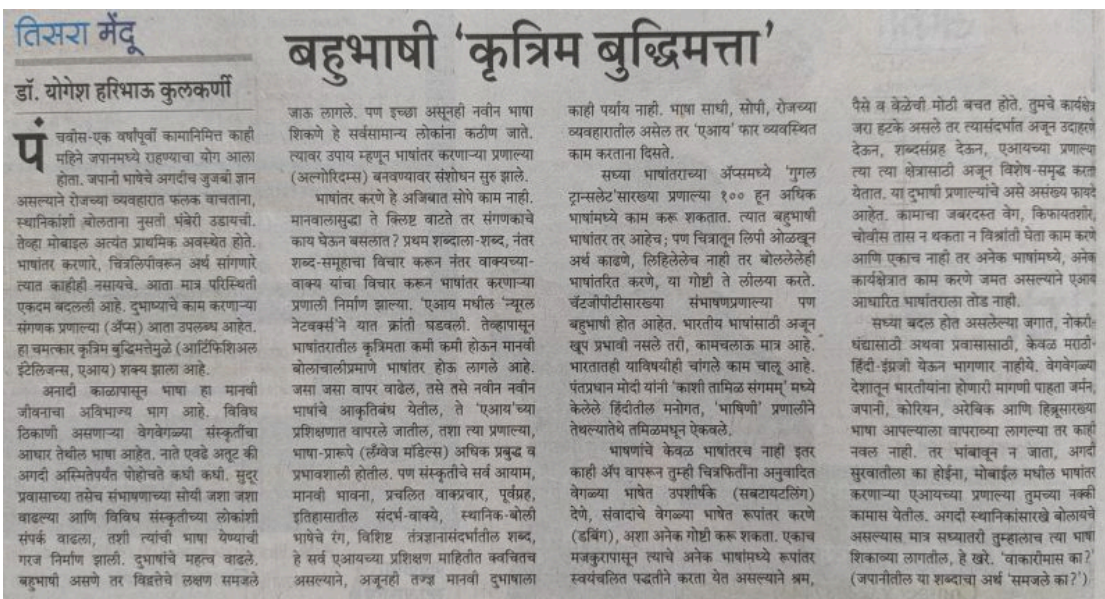 तिसरा मेंदू
बहुभाषी ‘कृत्रिम बुद्धिमत्ता’
डॉ. योगेश हरिभाऊ कुलकर्णी
पंचवीस-एक वर्षांपूर्वी कामानिमित्त काही
महिने जपानमध्ये राहण्याचा योग आला
होता. जपानी भाषेचे अगदीच जुजबी ज्ञान
असल्याने रोजच्या व्यवहारात फलक वाचताना,
स्थानिकांशी बोलताना नुसती भंबेरी उडायची.
तेव्हा मोबाइल अत्यंत प्राथमिक अवस्थेत होते.
भाषांतर करणारे, चित्रलिपीवरून अर्थ सांगणारे
त्यात काहीही नसायचे. आता मात्र परिस्थिती
एकदम बदलली आहे. दुभाष्याचे काम करणाऱ्या
संगणक प्रणाल्या (ॲप्स) आता उपलब्ध आहेत.
हा चमत्कार कृत्रिम बुद्धिमत्तेमुळे (आर्टिफिशिअल
इंटेलिजन्स, एआय) शक्य झाला आहे.
अनादी काळापासून भाषा हा मानवी
जीवनाचा अविभाज्य भाग आहे. विविध
ठिकाणी असणाऱ्या वेगवेगळ्या संस्कृतींचा
आधार तेथील भाषा आहेत. नाते एवढे अतूट की
अगदी अस्मितेपर्यंत पोहोचते कधी कधी. सुदूर
प्रवासाच्या तसेच संभाषणाच्या सोयी जशा जशा
वाढल्या आणि विविध संस्कृतीच्या लोकांशी
संपर्क वाढला, तशी त्यांची भाषा येण्याची
गरज निर्माण झाली. दुभाषांचे महत्व वाढले.
बहुभाषी असणे तर विद्वत्तेचे लक्षण समजले
जाऊ लागले. पण इच्छा असूनही नवीन भाषा
शिकणे हे सर्वसामान्य लोकांना कठीण जाते.
त्यावर उपाय म्हणून भाषांतर करणाऱ्या प्रणाल्या
(अल्गोरिदम्स) बनवण्यावर संशोधन सुरु झाले.
भाषांतर करणे हे अजिबात सोपे काम नाही.
मानवालासुद्धा ते क्लिष्ट वाटते तर संगणकाचे
काय घेऊन बसलात? प्रथम शब्दाला-शब्द, नंतर
शब्द-समूहाचा विचार करून नंतर वाक्याच्या-
वाक्य यांचा विचार करून भाषांतर करणाऱ्या
प्रणाली निर्माण झाल्या. ‘एआय मधील ‘न्यूरल
नेटवर्क्स’ने यात क्रांती घडवली. तेव्हापासून
भाषांतरातील कृत्रिमता कमी कमी होऊन मानवी
बोलाचालीप्रमाणे भाषांतर होऊ लागले आहे.
जसा जसा वापर वाढेल, तसे तसे नवीन नवीन
भाषांचे आकृतिबंध येतील, ते ‘एआय’च्या
प्रशिक्षणात वापरले जातील, तशा त्या प्रणाल्या,
भाषा-प्रारूपे (लँग्वेज मॉडेल्स) अधिक प्रबुद्ध व
प्रभावशाली होतील. पण संस्कृतीचे सर्व आयाम,
मानवी भावना, प्रचलित वाक्प्रचार, पूर्वग्रह,
इतिहासातील संदर्भ-वाक्ये, स्थानिक-बोली
भाषेचे रंग, विशिष्ट तंत्रज्ञानासंदर्भातील शब्द,
हे सर्व एआयच्या प्रशिक्षण माहितीत क्वचितच
असल्याने, अजूनही तज्ज्ञ मानवी दुभाषाला
काही पर्याय नाही. भाषा साधी, सोपी, रोजच्या
व्यवहारातील असेल तर ‘एआय’ फार व्यवस्थित
काम करताना दिसते.
सध्या भाषांतराच्या ॲपसमध्ये ‘गुगल
ट्रान्सलेट’सारख्या प्रणाल्या १०० हून अधिक
भाषांमध्ये काम करू शकतात. त्यात बहुभाषी
भाषांतर तर आहेच; पण चित्रातून लिपी ओळखून
अर्थ काढणे, लिहिलेलेच नाही तर बोललेलेही
भाषांतरित करणे, या गोष्टी ते लीलया करते.
चॅटजीपीटीसारख्या संभाषणप्रणाल्या पण
बहुभाषी होत आहेत. भारतीय भाषांसाठी अजून
खूप प्रभावी नसले तरी, कामचलाऊ मात्र आहे.
भारतातही याविषयीही चांगले काम चालू आहे.
पंतप्रधान मोदी यांनी ‘काशी तामिळ संगमम्’ मध्ये
केलेले हिंदीतील मनोगत, ‘भाषिणी’ प्रणालीने
तेथल्यातेथे तमिळमधून ऐकवले.
भाषणांचे केवळ भाषांतरच नाही इतर
काही ॲप वापरून तुम्ही चित्रफितींना अनुवादित
वेगळ्या भाषेत उपशीर्षके (सबटायटलिंग)
देणे, संवादाचे वेगळ्या भाषेत रूपांतर करणे
(डबिंग), अशा अनेक गोष्टी करू शकता. एकाच
मजकुरापासून त्याचे अनेक भाषांमध्ये रूपांतर
स्वयंचलित पद्धतीने करता येत असल्याने श्रम,
पैसे व वेळेची मोठी बचत होते. तुमचे कार्यक्षेत्र
जरा हटके असले तर त्यासंदर्भात अजून उदाहरणे
देऊन, शब्दसंग्रह देऊन, एआयच्या प्रणाल्या
त्या त्या क्षेत्रासाठी अजून विशेष-समृद्ध करता
येतात. या दुभाषी प्रणाल्यांचे असे असंख्य फायदे
आहेत. कामाचा जबरदस्त वेग, किफायतशीर,
चोवीस तास न थकता न विश्रांती घेता काम करणे
आणि एकाच नाही तर अनेक भाषांमध्ये, अनेक
कार्यक्षेत्रात काम करणे जमत असल्याने एआय
आधारित भाषांतराला तोड नाही.
सध्या बदल होत असलेल्या जगात, नोकरी-
धंद्यासाठी अथवा प्रवासासाठी, केवळ मराठी-
हिंदी-इंग्रजी येऊन भागणार नाहीये. वेगवेगळ्या
देशातून भारतीयांना होणारी मागणी पाहता जर्मन,
जपानी, कोरियन, अरेबिक आणि हिब्रूसारख्या
भाषा आपल्याला वापराव्या लागल्या तर काही
नवल नाही. तर भांबावून न जाता, अगदी
सुरवातीला का होईना, मोबाईल मधील भाषांतर
करणाऱ्या एआयच्या प्रणाल्या तुमच्या नक्की
कामास येतील. अगदी स्थानिकांसारखे बोलायचे
असल्यास मात्र सध्यातरी तुम्हालाच त्या भाषा
शिकाव्या लागतील, हे खरे. ‘वाकारीमास का?’
(जपानीतील या शब्दाचा अर्थ ‘समजले का?’)